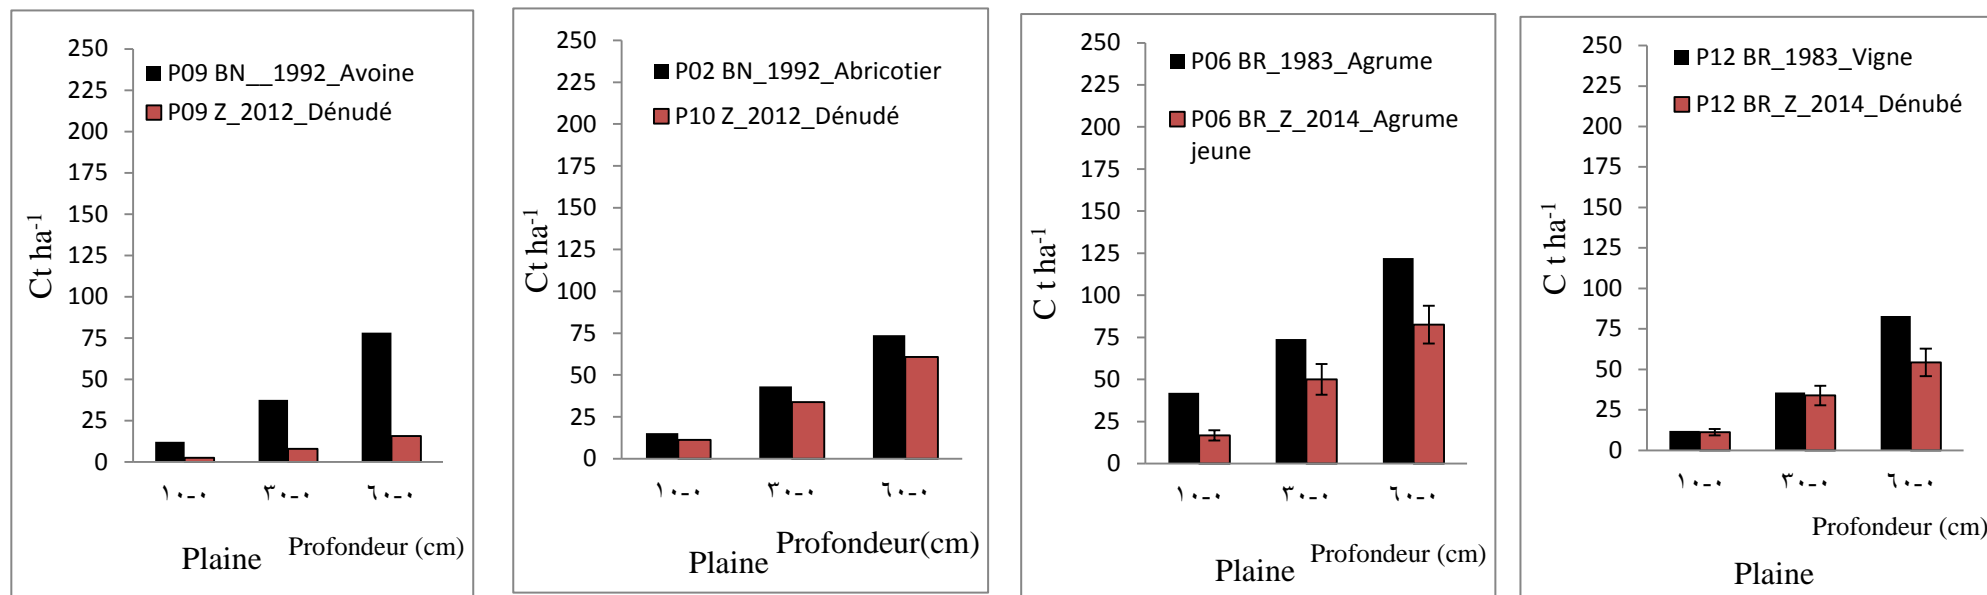 250
225
200
175
150
125
100
75
50
25
0
Ct ha-1
P09 BN__1992_Avoine
P09 Z_2012_Dénudé
١٠-٠ ٣٠-٠ ٦٠-٠
Profondeur (cm)
Plaine
250
225
200
175
150
125
100
75
50
25
0
Ct ha-1
P02 BN_1992_Abricotier
P10 Z_2012_Dénudé
١٠-٠ ٣٠-٠ ٦٠-٠
Profondeur(cm)
Plaine
250
225
200
175
150
125
100
75
50
25
0
C t ha-1
P06 BR_1983_Agrume
P06 BR_Z_2014_Agrume
jeune
١٠-٠ ٣٠-٠ ٦٠-٠
Profondeur (cm)
Plaine
250
225
200
175
150
125
100
75
50
25
0
C t ha-1
P12 BR_1983_Vigne
P12 BR_Z_2014_Dénubé
١٠-٠ ٣٠-٠ ٦٠-٠
Profondeur (cm)
Plaine